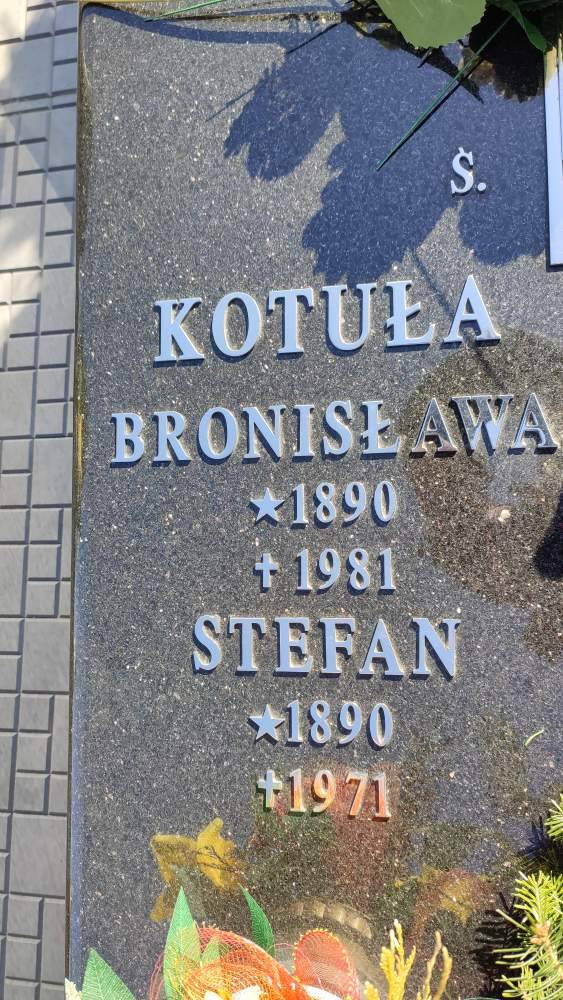 Ś.
KOTUŁA
BRONISŁAWA
★1890
✝1981
STEFAN
★1890
✝1971